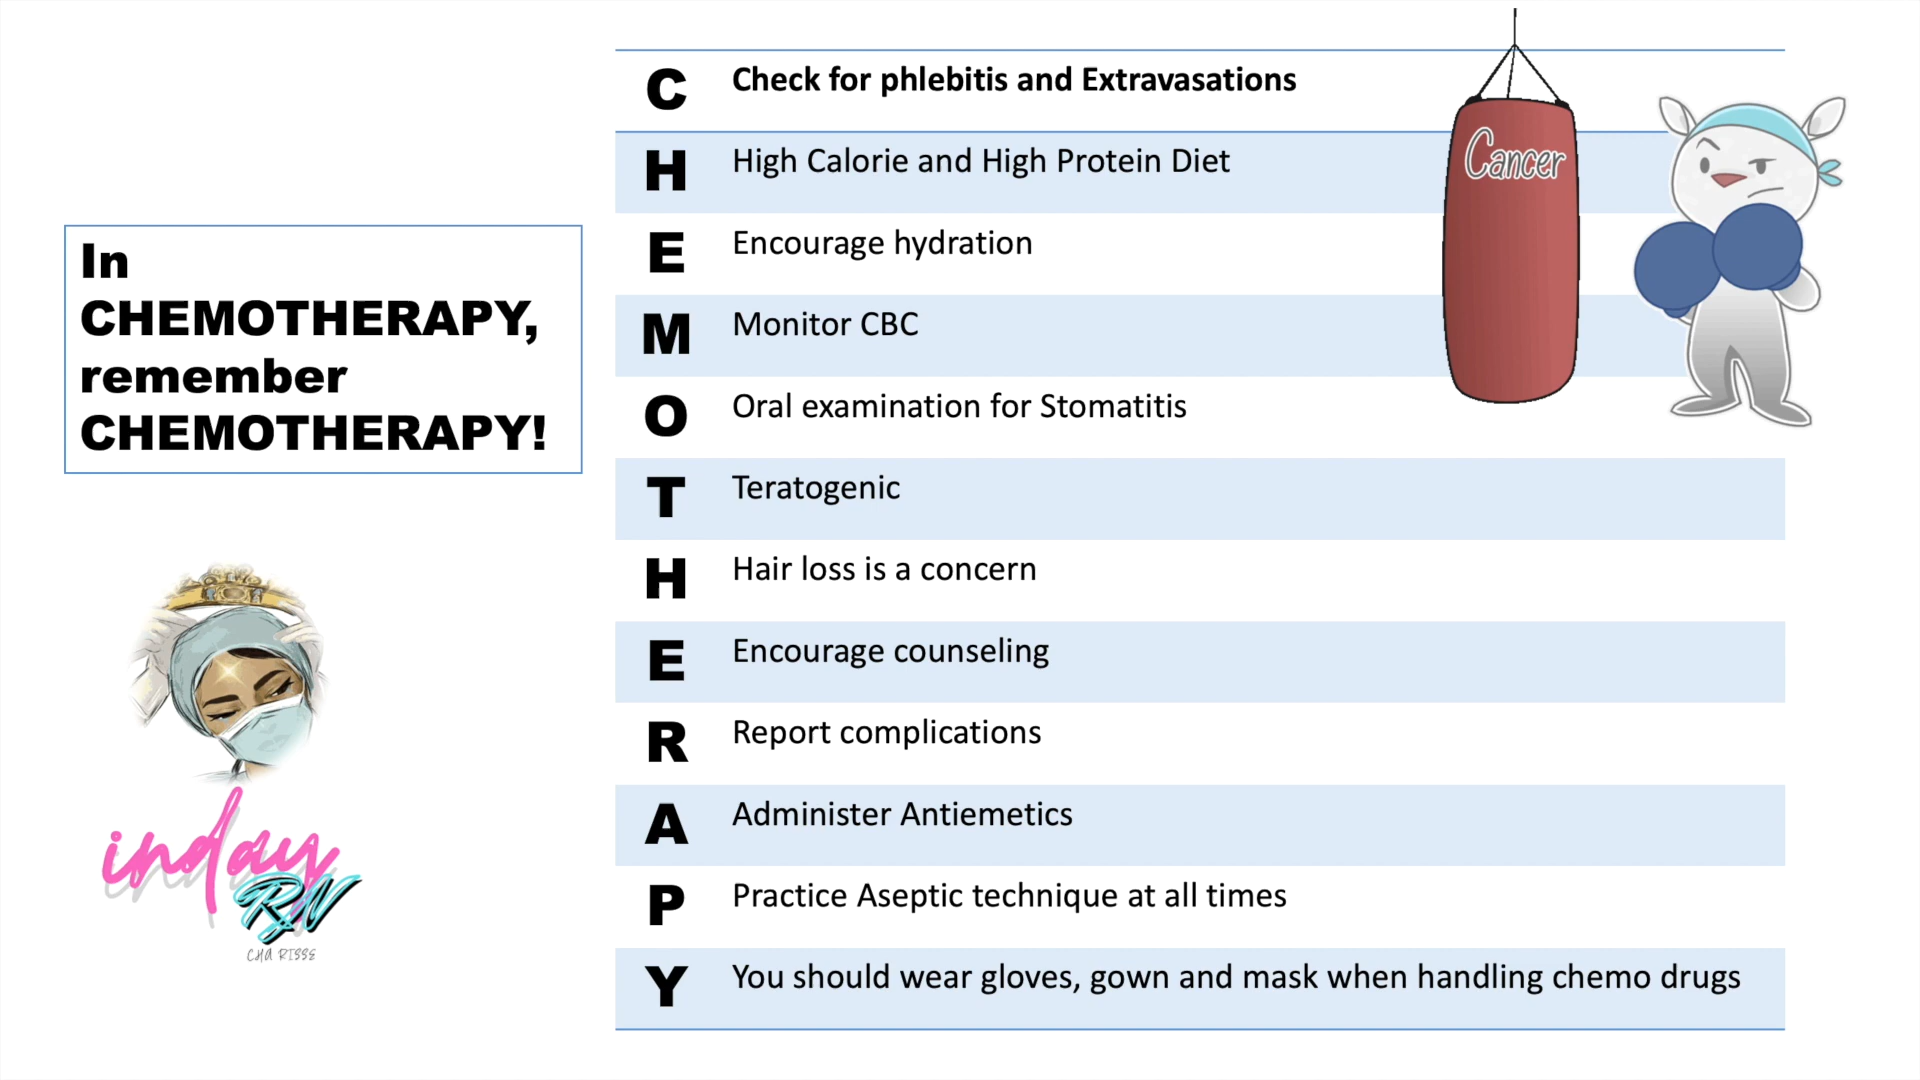 In
CHEMOTHERAPY,
remember
CHEMOTHERAPY!
C Check for phlebitis and Extravasations
H High Calorie and High Protein Diet
E Encourage hydration
M Monitor CBC
O Oral examination for Stomatitis
T Teratogenic
H Hair loss is a concern
E Encourage counseling
R Report complications
A Administer Antiemetics
P Practice Aseptic technique at all times
Y You should wear gloves, gown and mask when handling chemo drugs
Cancer
inday
RN
CHA RISSE